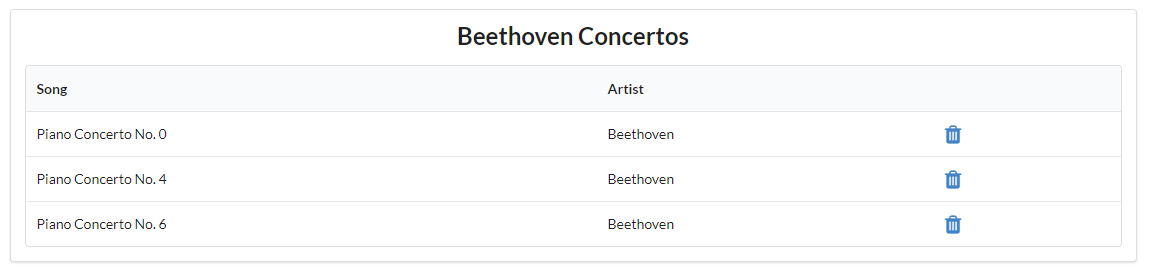 Beethoven Concertos
Song Artist
Piano Concerto No. 0 Beethoven
Piano Concerto No. 4 Beethoven
Piano Concerto No. 6 Beethoven